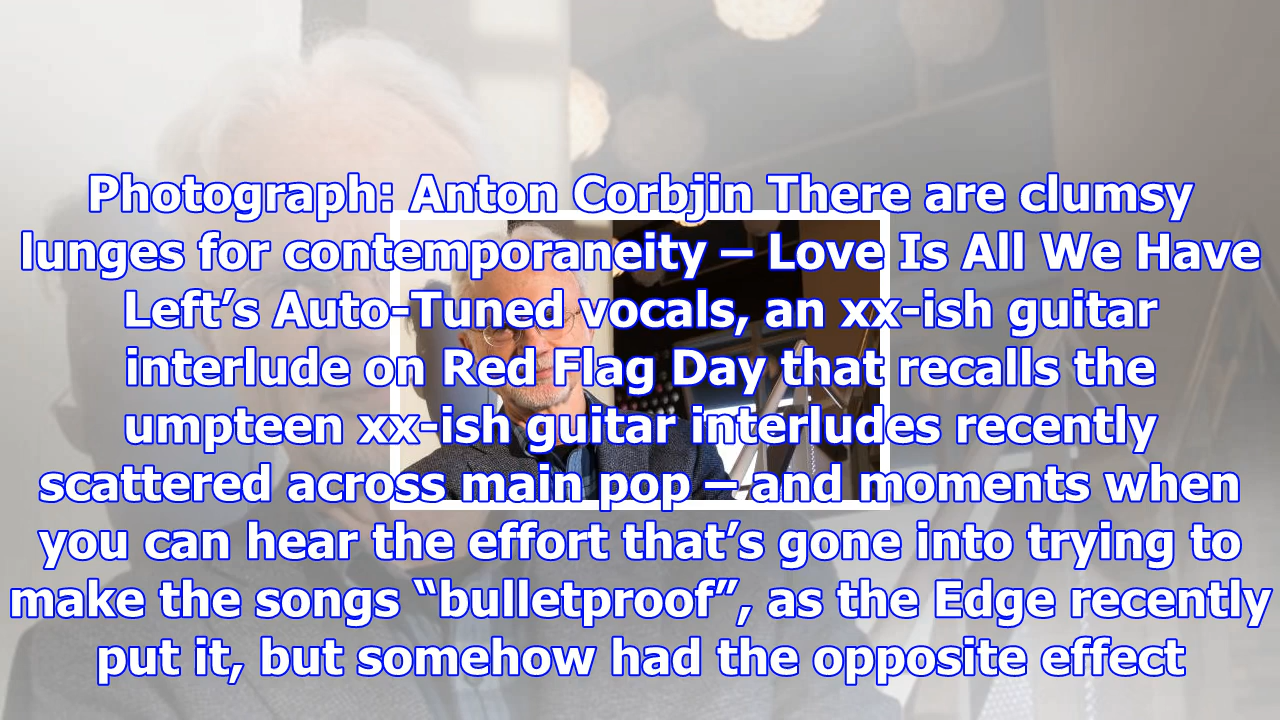 Photograph: Anton Corbjin There are clumsy
lunges for contemporaneity – Love Is All We Have
Left’s Auto-Tuned vocals, an xx-ish guitar
interlude on Red Flag Day that recalls the
umpteen xx-ish guitar interludes recently
scattered across main pop – and moments when
you can hear the effort that’s gone into trying to
make the songs “bulletproof”, as the Edge recently
put it, but somehow had the opposite effect